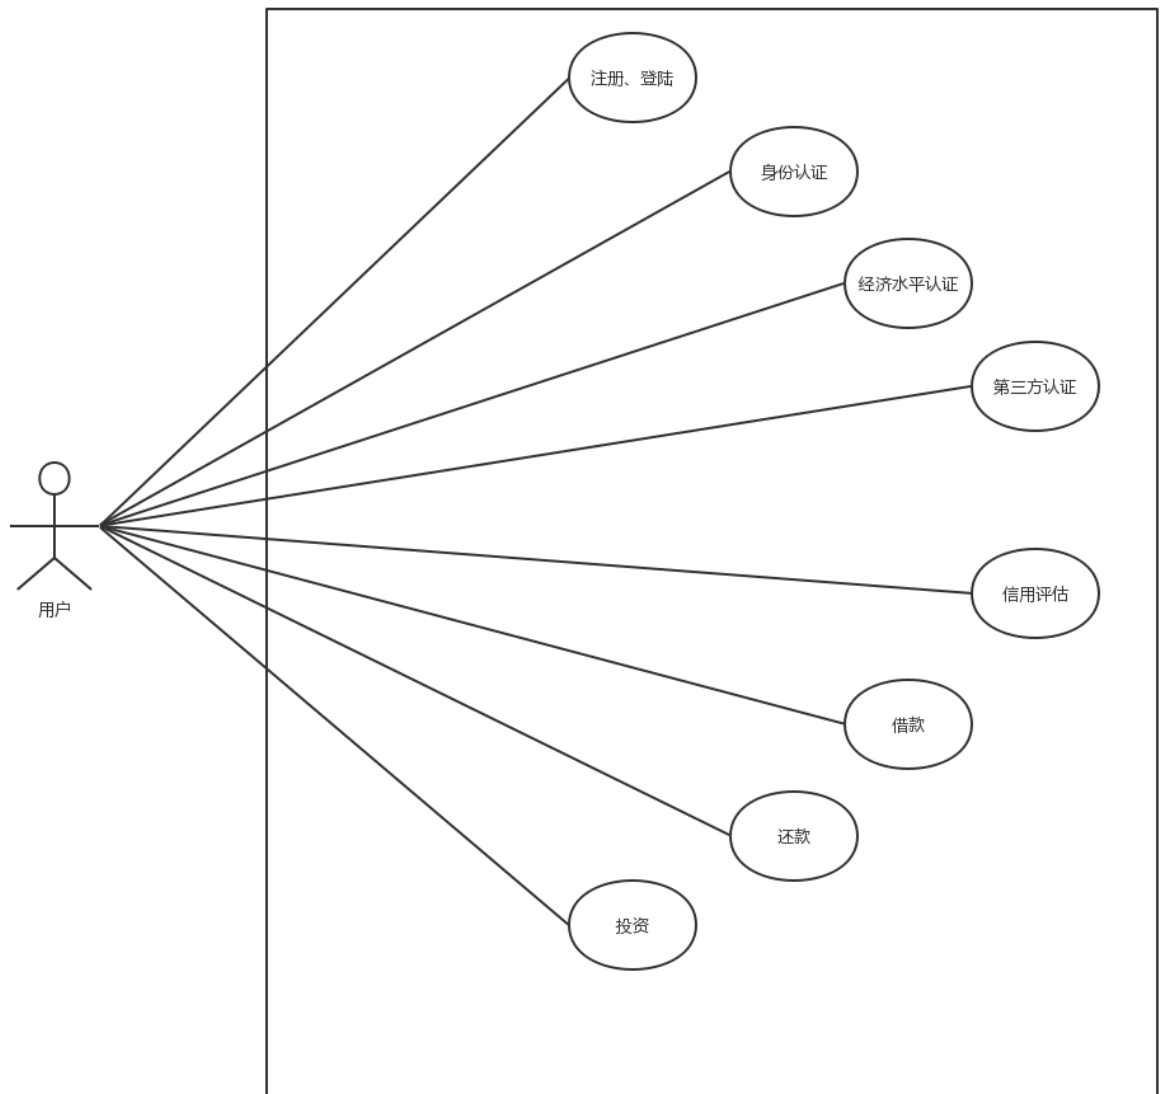 注册、登陆
身份认证
经济水平认证
第三方认证
用户
信用评估
借款
还款
投资